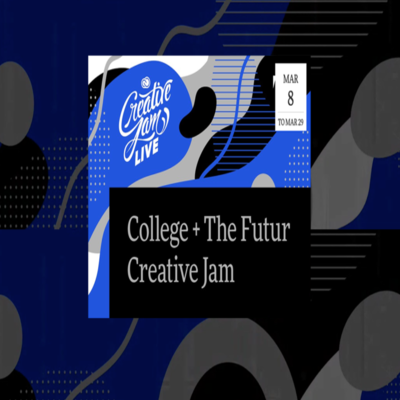 Creative
Jam
LIVE
MAR
8
TO MAR 29
College + The Futur
Creative Jam